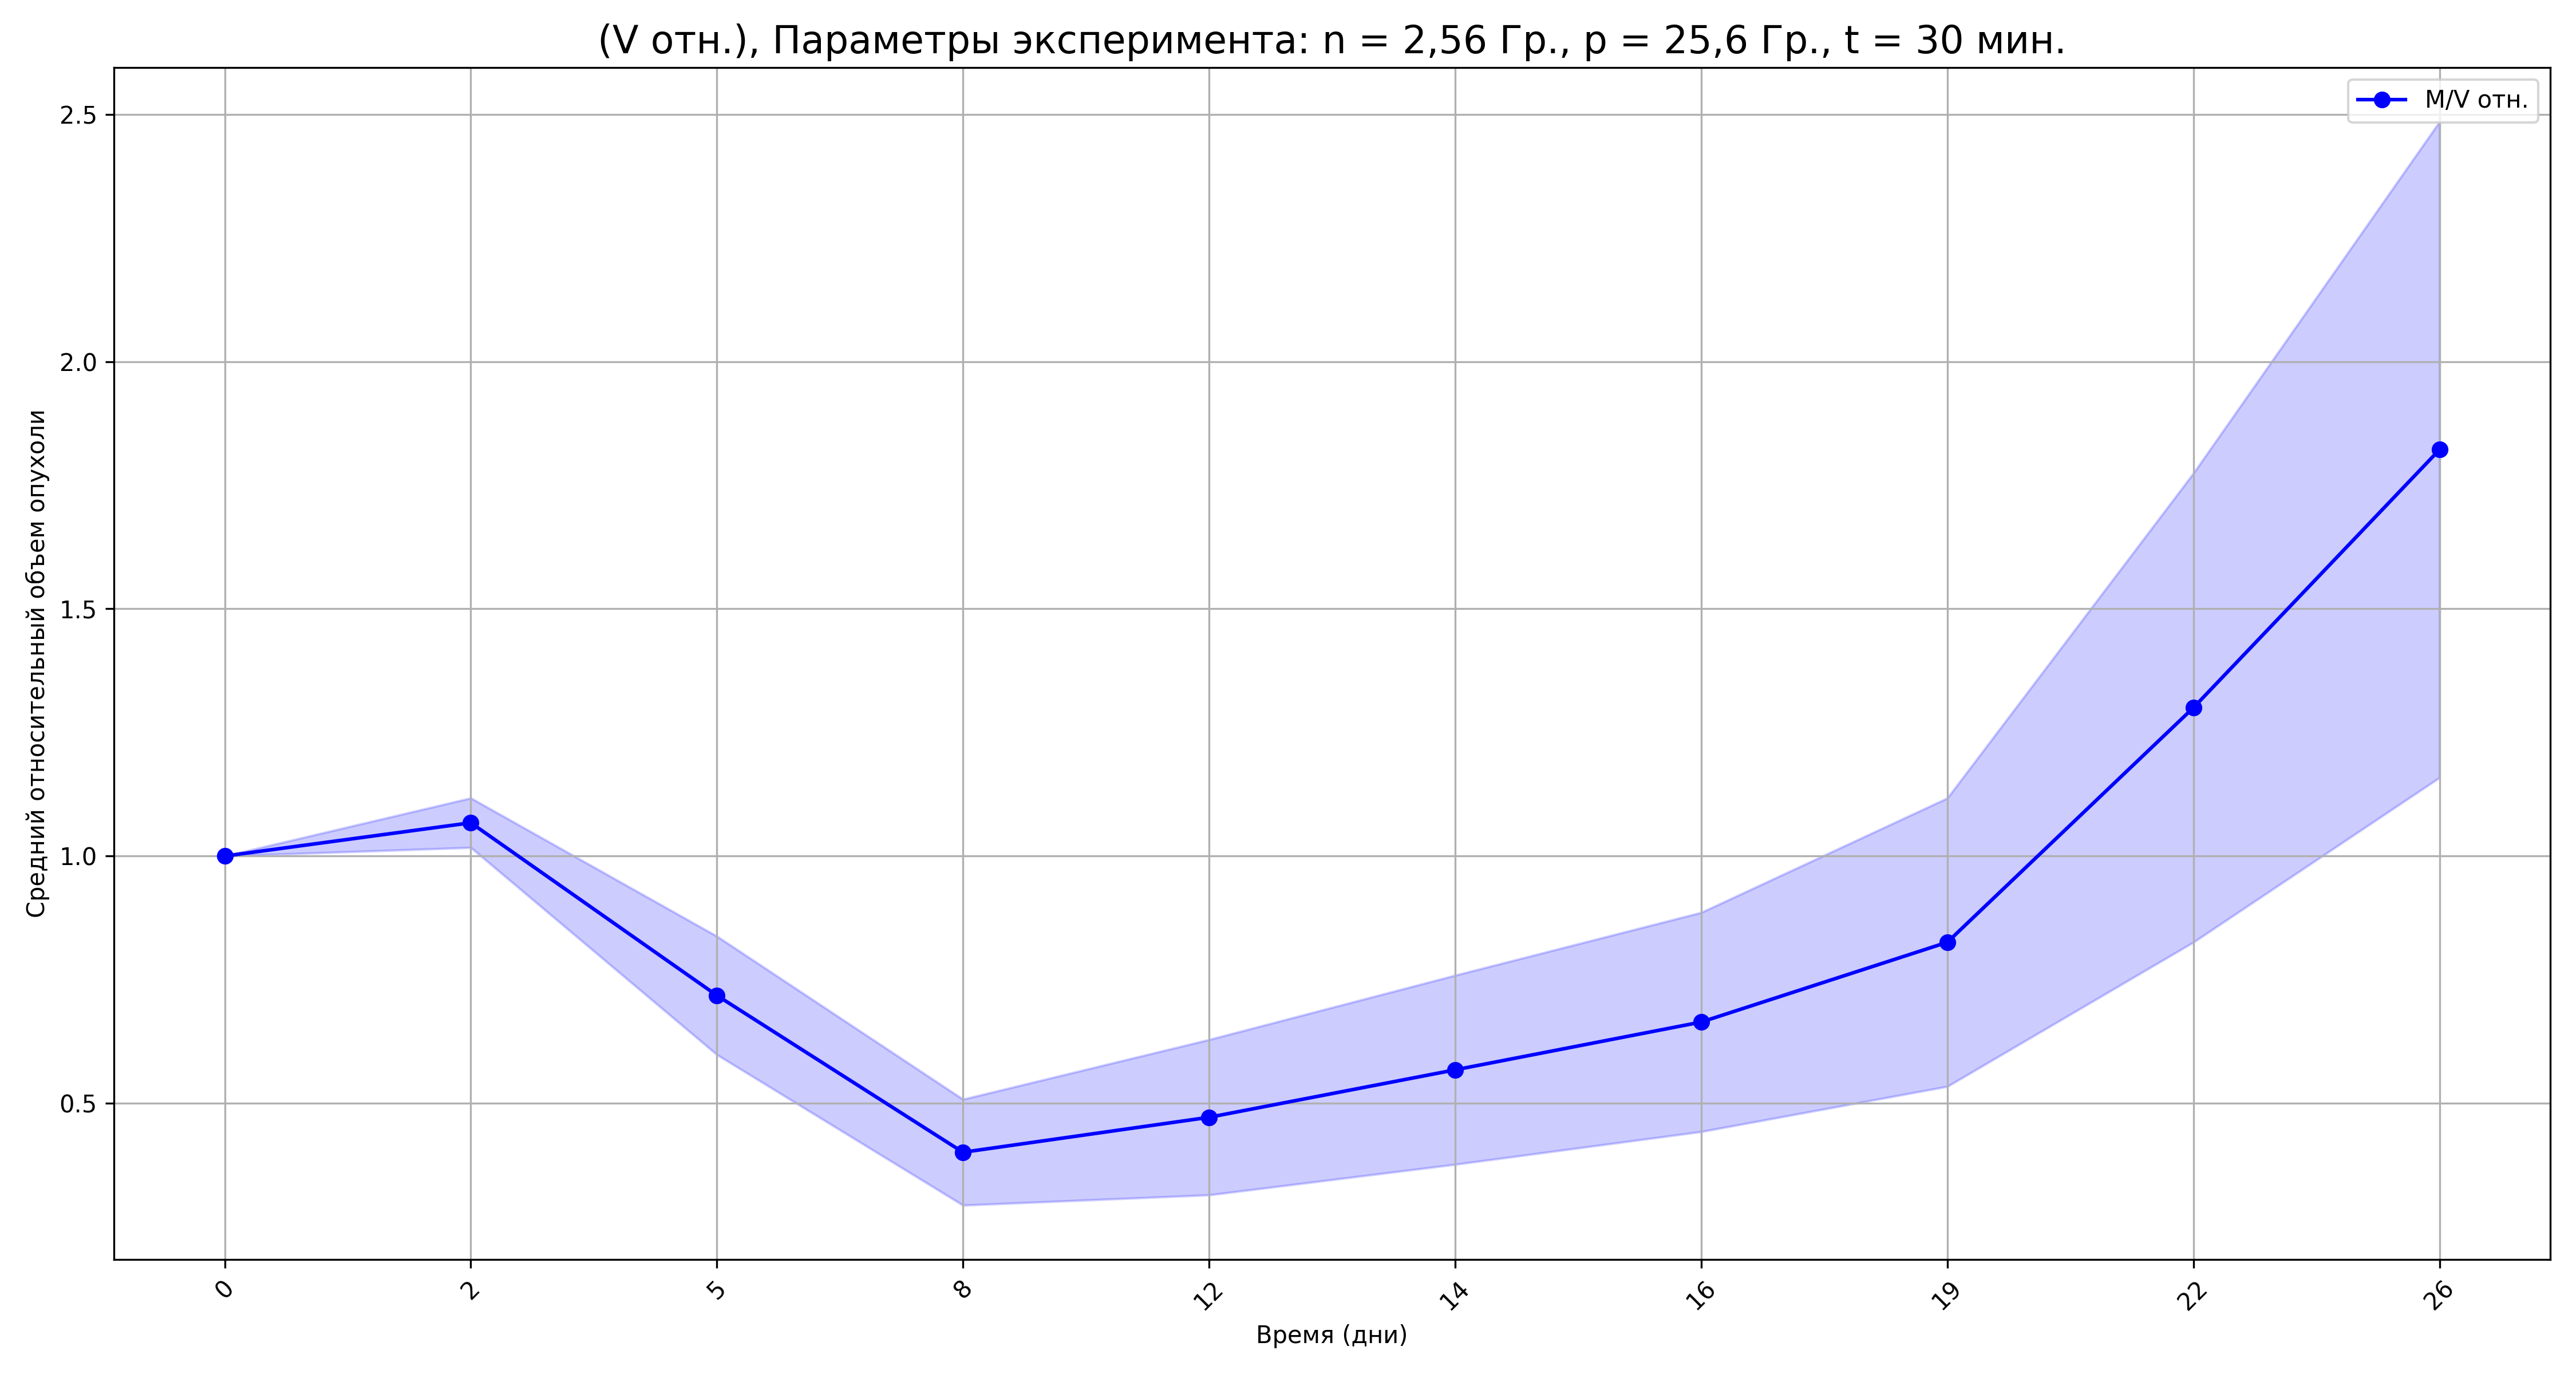 (V отн.), Параметры эксперимента: n = 2,56 Гр., p = 25,6 Гр., t = 30 мин.
M/V отн.
Средний относительный объем опухоли
2.5
2.0
1.5
1.0
0.5
0 2 5 8 12 14 16 19 22 26
Время (дни)